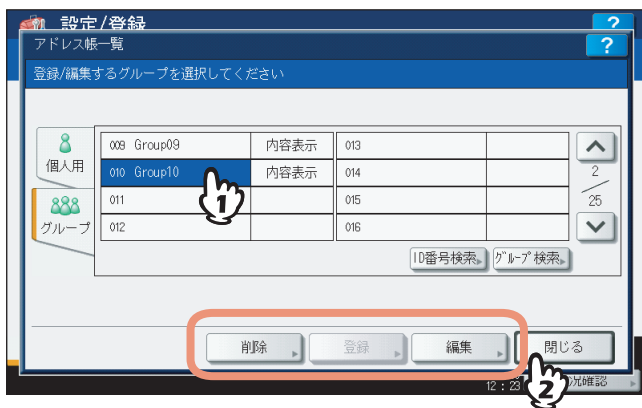 設定/登録 ?
アドレス帳一覧 ?
登録/編集するグループを選択してください
個人用
グループ
009 Group09 内容表示 013
010 Group10 内容表示 014
011 015
012 016
2
25
ID番号検索 グループ検索
削除 登録 編集 閉じる
1
2
12:23 況確認